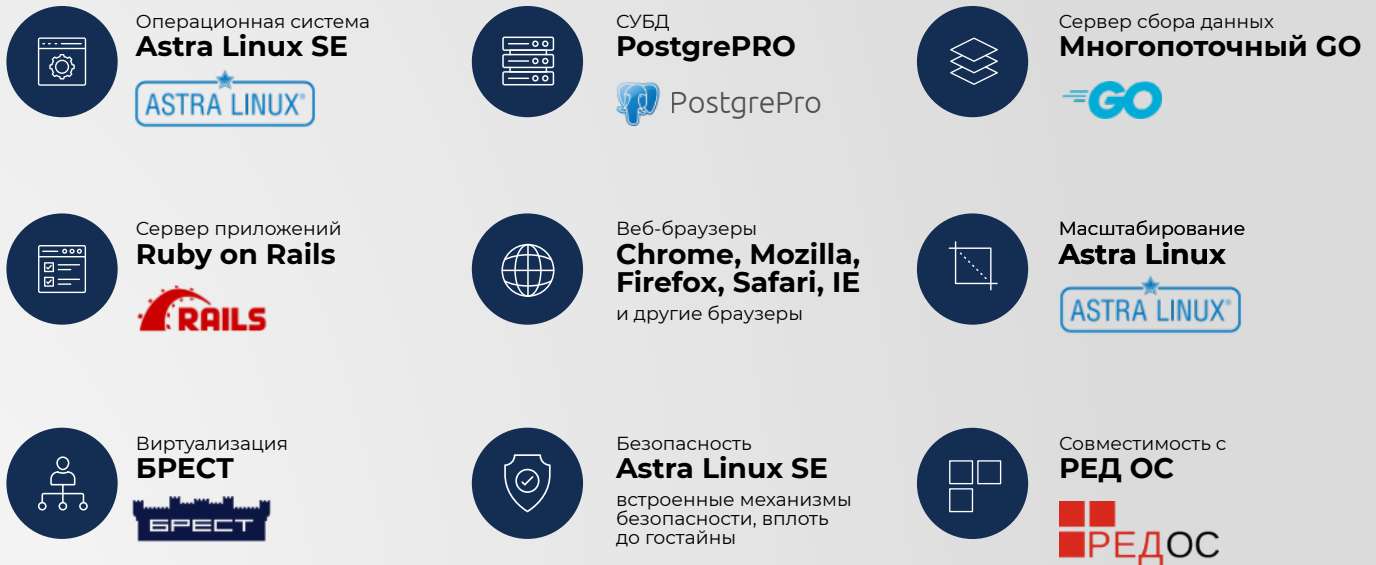 Операционная система
Astra Linux SE
ASTRA LINUX®
СУБД
PostgrePRO
PostgrePro
Сервер сбора данных
Многопоточный GO
GO
Сервер приложений
Ruby on Rails
RAILS
Веб-браузеры
Chrome, Mozilla,
Firefox, Safari, IE
и другие браузеры
Масштабирование
Astra Linux
ASTRA LINUX®
Виртуализация
БРЕСТ
БРЕСТ
Безопасность
Astra Linux SE
встроенные механизмы
безопасности, вплоть
до гостайны
Совместимость с
РЕД ОС
РЕДОС